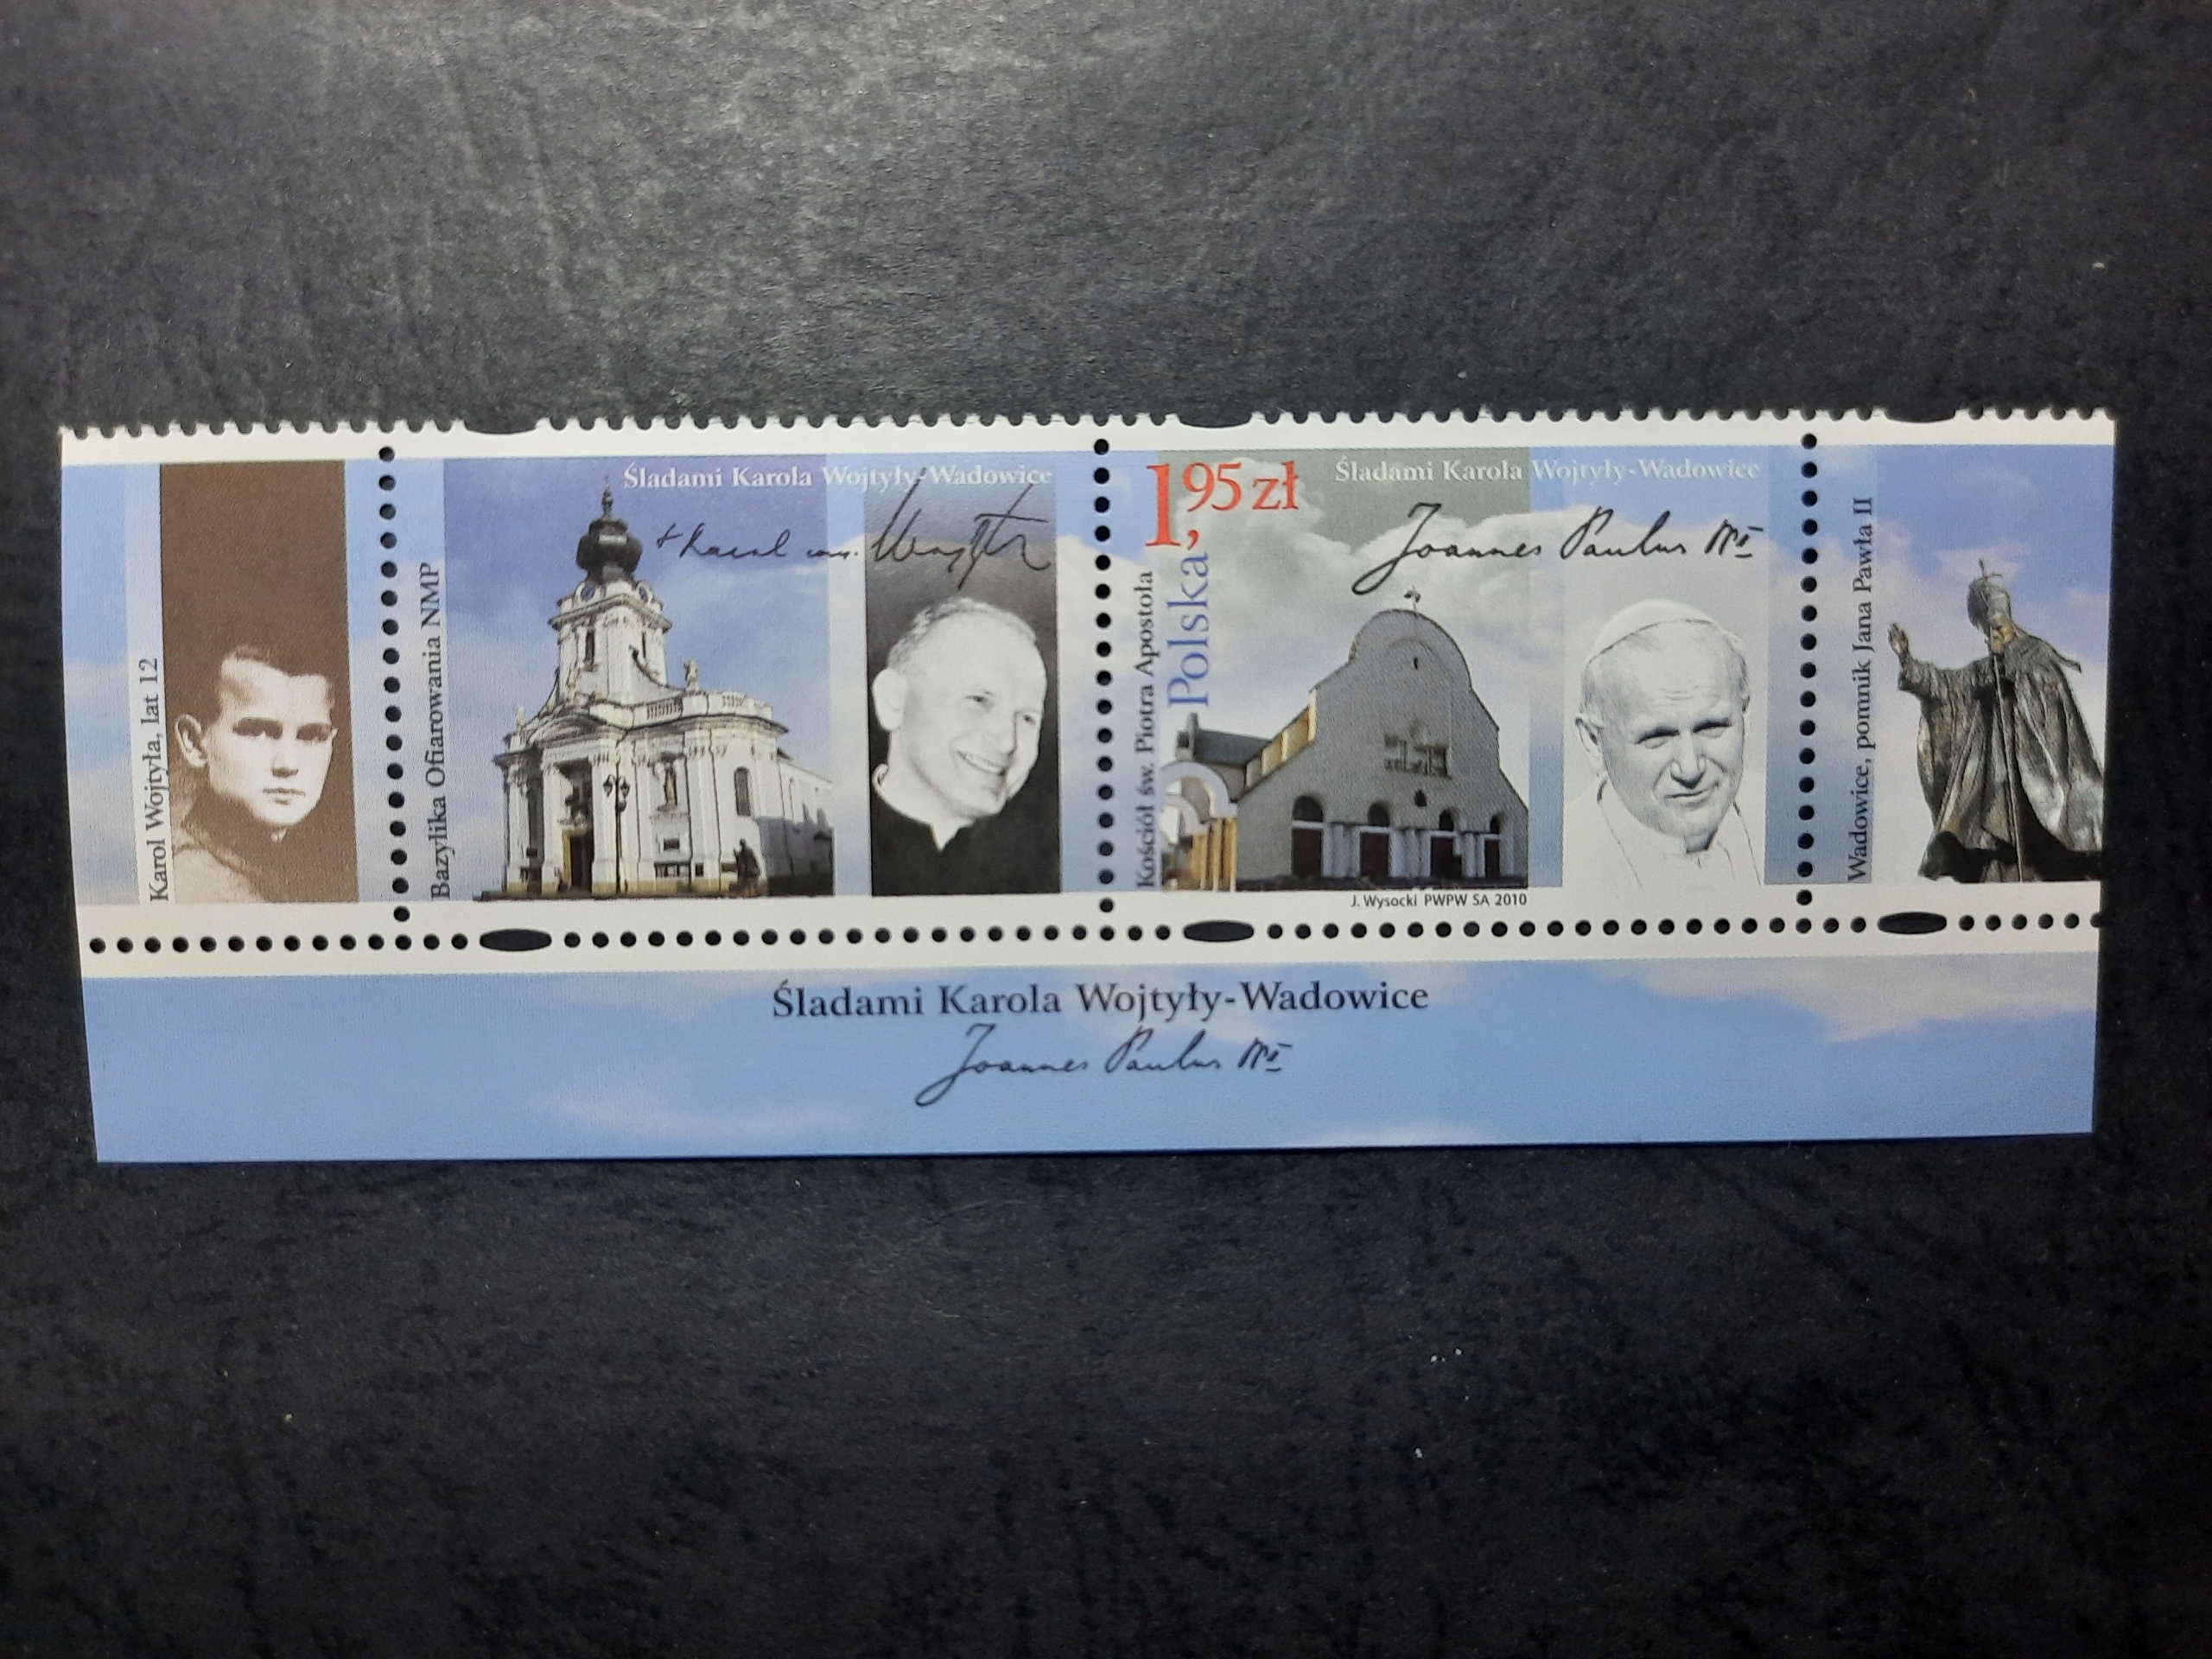 Karol Wojtyła, lat 12
Bazylika Ofiarowania NMP
Śladami Karola Wojtyły-Wadowice
+ Karol
Kościół św. Piotra Apostoła
Polska
1,95 zł
Śladami Karola Wojtyły-Wadowice
Joannes Paulus II
J. Wysocki PWPW SA 2010
Wadowice, pomnik Jana Pawła II
Śladami Karola Wojtyły-Wadowice
Joannes Paulus II